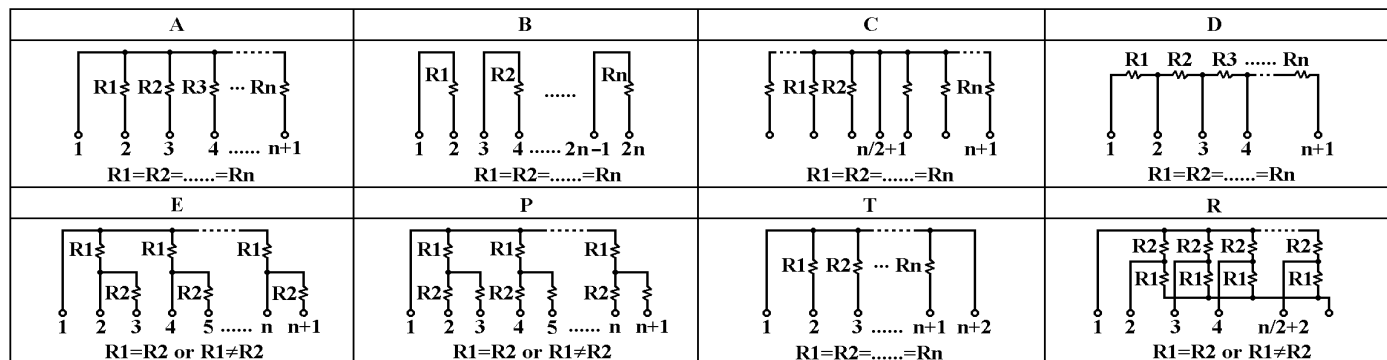 A B C D
R1 R2 R3 ... Rn
1 2 3 4 ...... n+1
R1=R2=......=Rn
R1 R2 ...... Rn
1 2 3 4 ...... 2n-1 2n
R1=R2=......=Rn
R1 R2 Rn
n/2+1 n+1
R1=R2=......=Rn
R1 R2 R3 ...... Rn
1 2 3 4 n+1
R1=R2=......=Rn
E P T R
R1 R1 R1
R2 R2 R2
1 2 3 4 5 ...... n n+1
R1=R2 or R1≠R2
R1 R1 R1
R2 R2 R2
1 2 3 4 5 ...... n n+1
R1=R2 or R1≠R2
R1 R2 ... Rn
1 2 3 ...... n+1 n+2
R1=R2=......=Rn
R2 R2 R2 R2
R1 R1 R1 R1
1 2 3 4 n/2+2
R1=R2 or R1≠R2